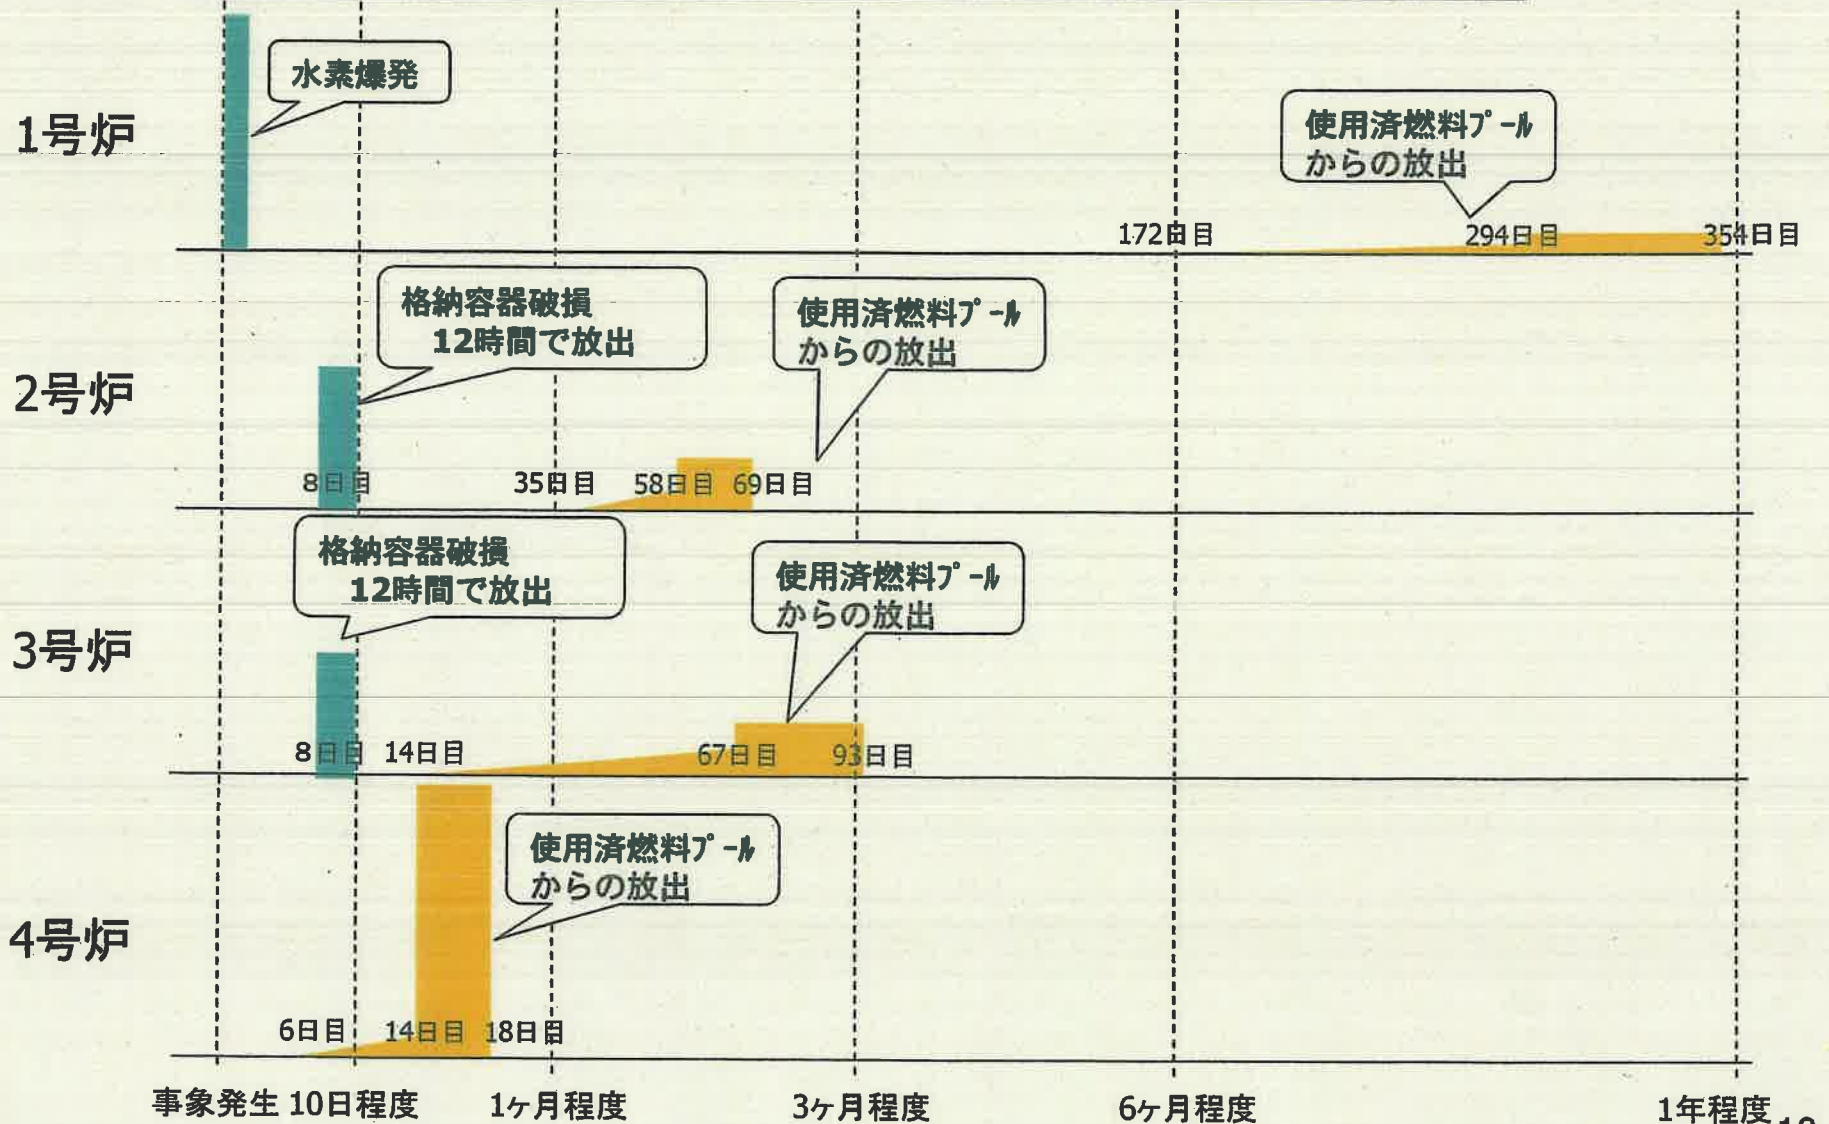 水素爆発
1号炉
使用済燃料プール
からの放出
172日目
294日目
354日目
格納容器破損
12時間で放出
使用済燃料プール
からの放出
2号炉
8日目
35日目
58日目
69日目
格納容器破損
12時間で放出
使用済燃料プール
からの放出
3号炉
8日目
14日目
67日目
93日目
使用済燃料プール
からの放出
4号炉
6日目
14日目
18日目
事象発生
10日程度
1ヶ月程度
3ヶ月程度
6ヶ月程度
1年程度